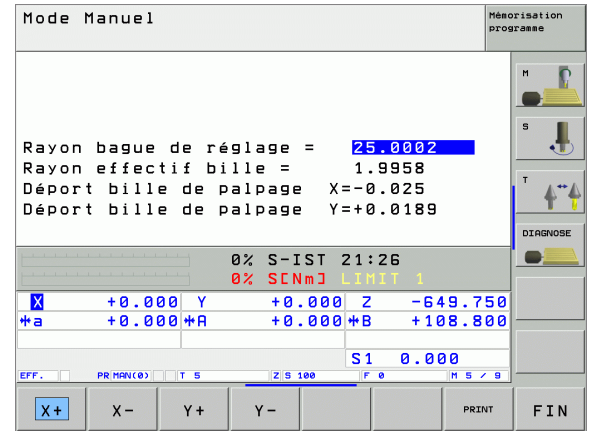 Mode Manuel
Mémorisation
programme
M
Rayon bague de réglage = 25.0002
Rayon effectif bille = 1.9958
Déport bille de palpage X=-0.025
Déport bille de palpage Y=+0.0189
S
T
DIAGNOSE
0% S-IST 21:26
0% S[Nm] LIMIT 1
X +0.000 Y +0.000 Z -649.750
a +0.000 A +0.000 B +108.800
S1 0.000
EFF. PR MAN(0) T 5 Z S 100 F 0 M 5 / 9
X+ X- Y+ Y- PRINT FIN